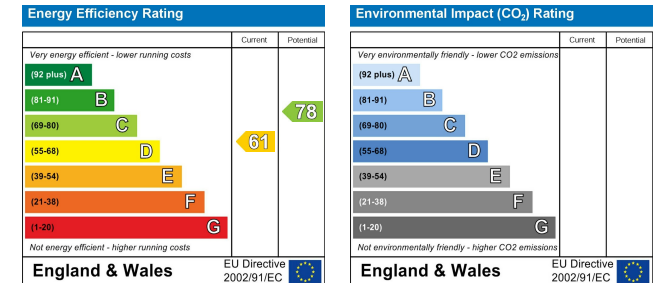 Energy Efficiency Rating
Current Potential
Very energy efficient - lower running costs
(92 plus) A
(81-91) B
78
(69-80) C
61
(55-68) D
(39-54) E
(21-38) F
(1-20) G
Not energy efficient - higher running costs
England & Wales
EU Directive
2002/91/EC
Environmental Impact (CO₂) Rating
Current Potential
Very environmentally friendly - lower CO2 emissions
(92 plus) A
(81-91) B
(69-80) C
(55-68) D
(39-54) E
(21-38) F
(1-20) G
Not environmentally friendly - higher CO2 emissions
England & Wales
EU Directive
2002/91/EC